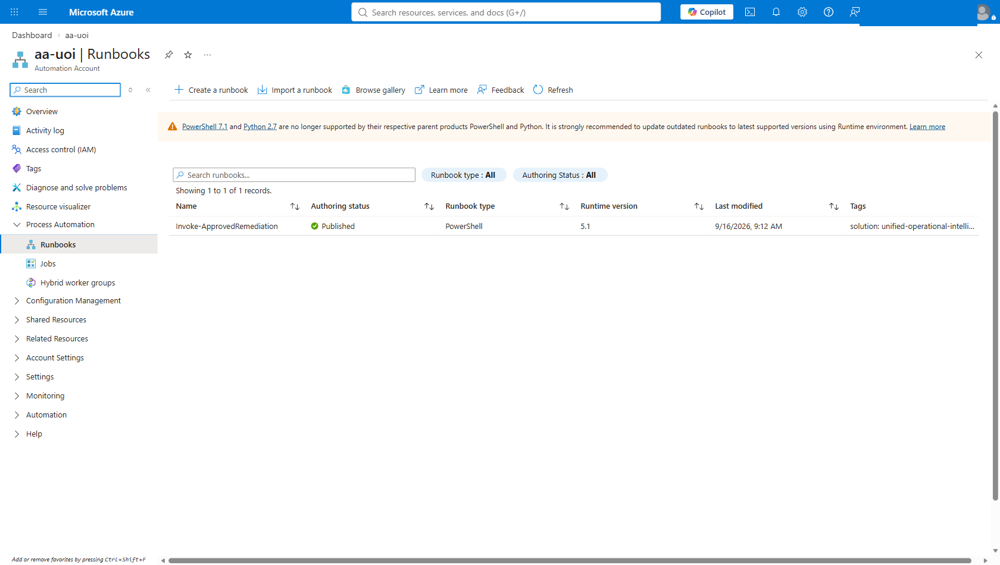 Microsoft Azure
Search resources, services, and docs (G+/)
Copilot
Dashboard > aa-uoi
aa-uoi | Runbooks
Automation Account
Search
Create a runbook
Import a runbook
Browse gallery
Learn more
Feedback
Refresh
Overview
Activity log
Access control (IAM)
Tags
Diagnose and solve problems
Resource visualizer
Process Automation
Runbooks
Jobs
Hybrid worker groups
Configuration Management
Shared Resources
Related Resources
Account Settings
Settings
Monitoring
Automation
Help
Add or remove favorites by pressing Ctrl+Shift+F
PowerShell 7.1 and Python 2.7 are no longer supported by their respective parent products PowerShell and Python. It is strongly recommended to update outdated runbooks to latest supported versions using Runtime environment. Learn more
Search runbooks...
Runbook type : All
Authoring Status : All
Showing 1 to 1 of 1 records.
Name Authoring status Runbook type Runtime version Last modified Tags
Invoke-ApprovedRemediation Published PowerShell 5.1 9/16/2026, 9:12 AM solution: unified-operational-intelli...